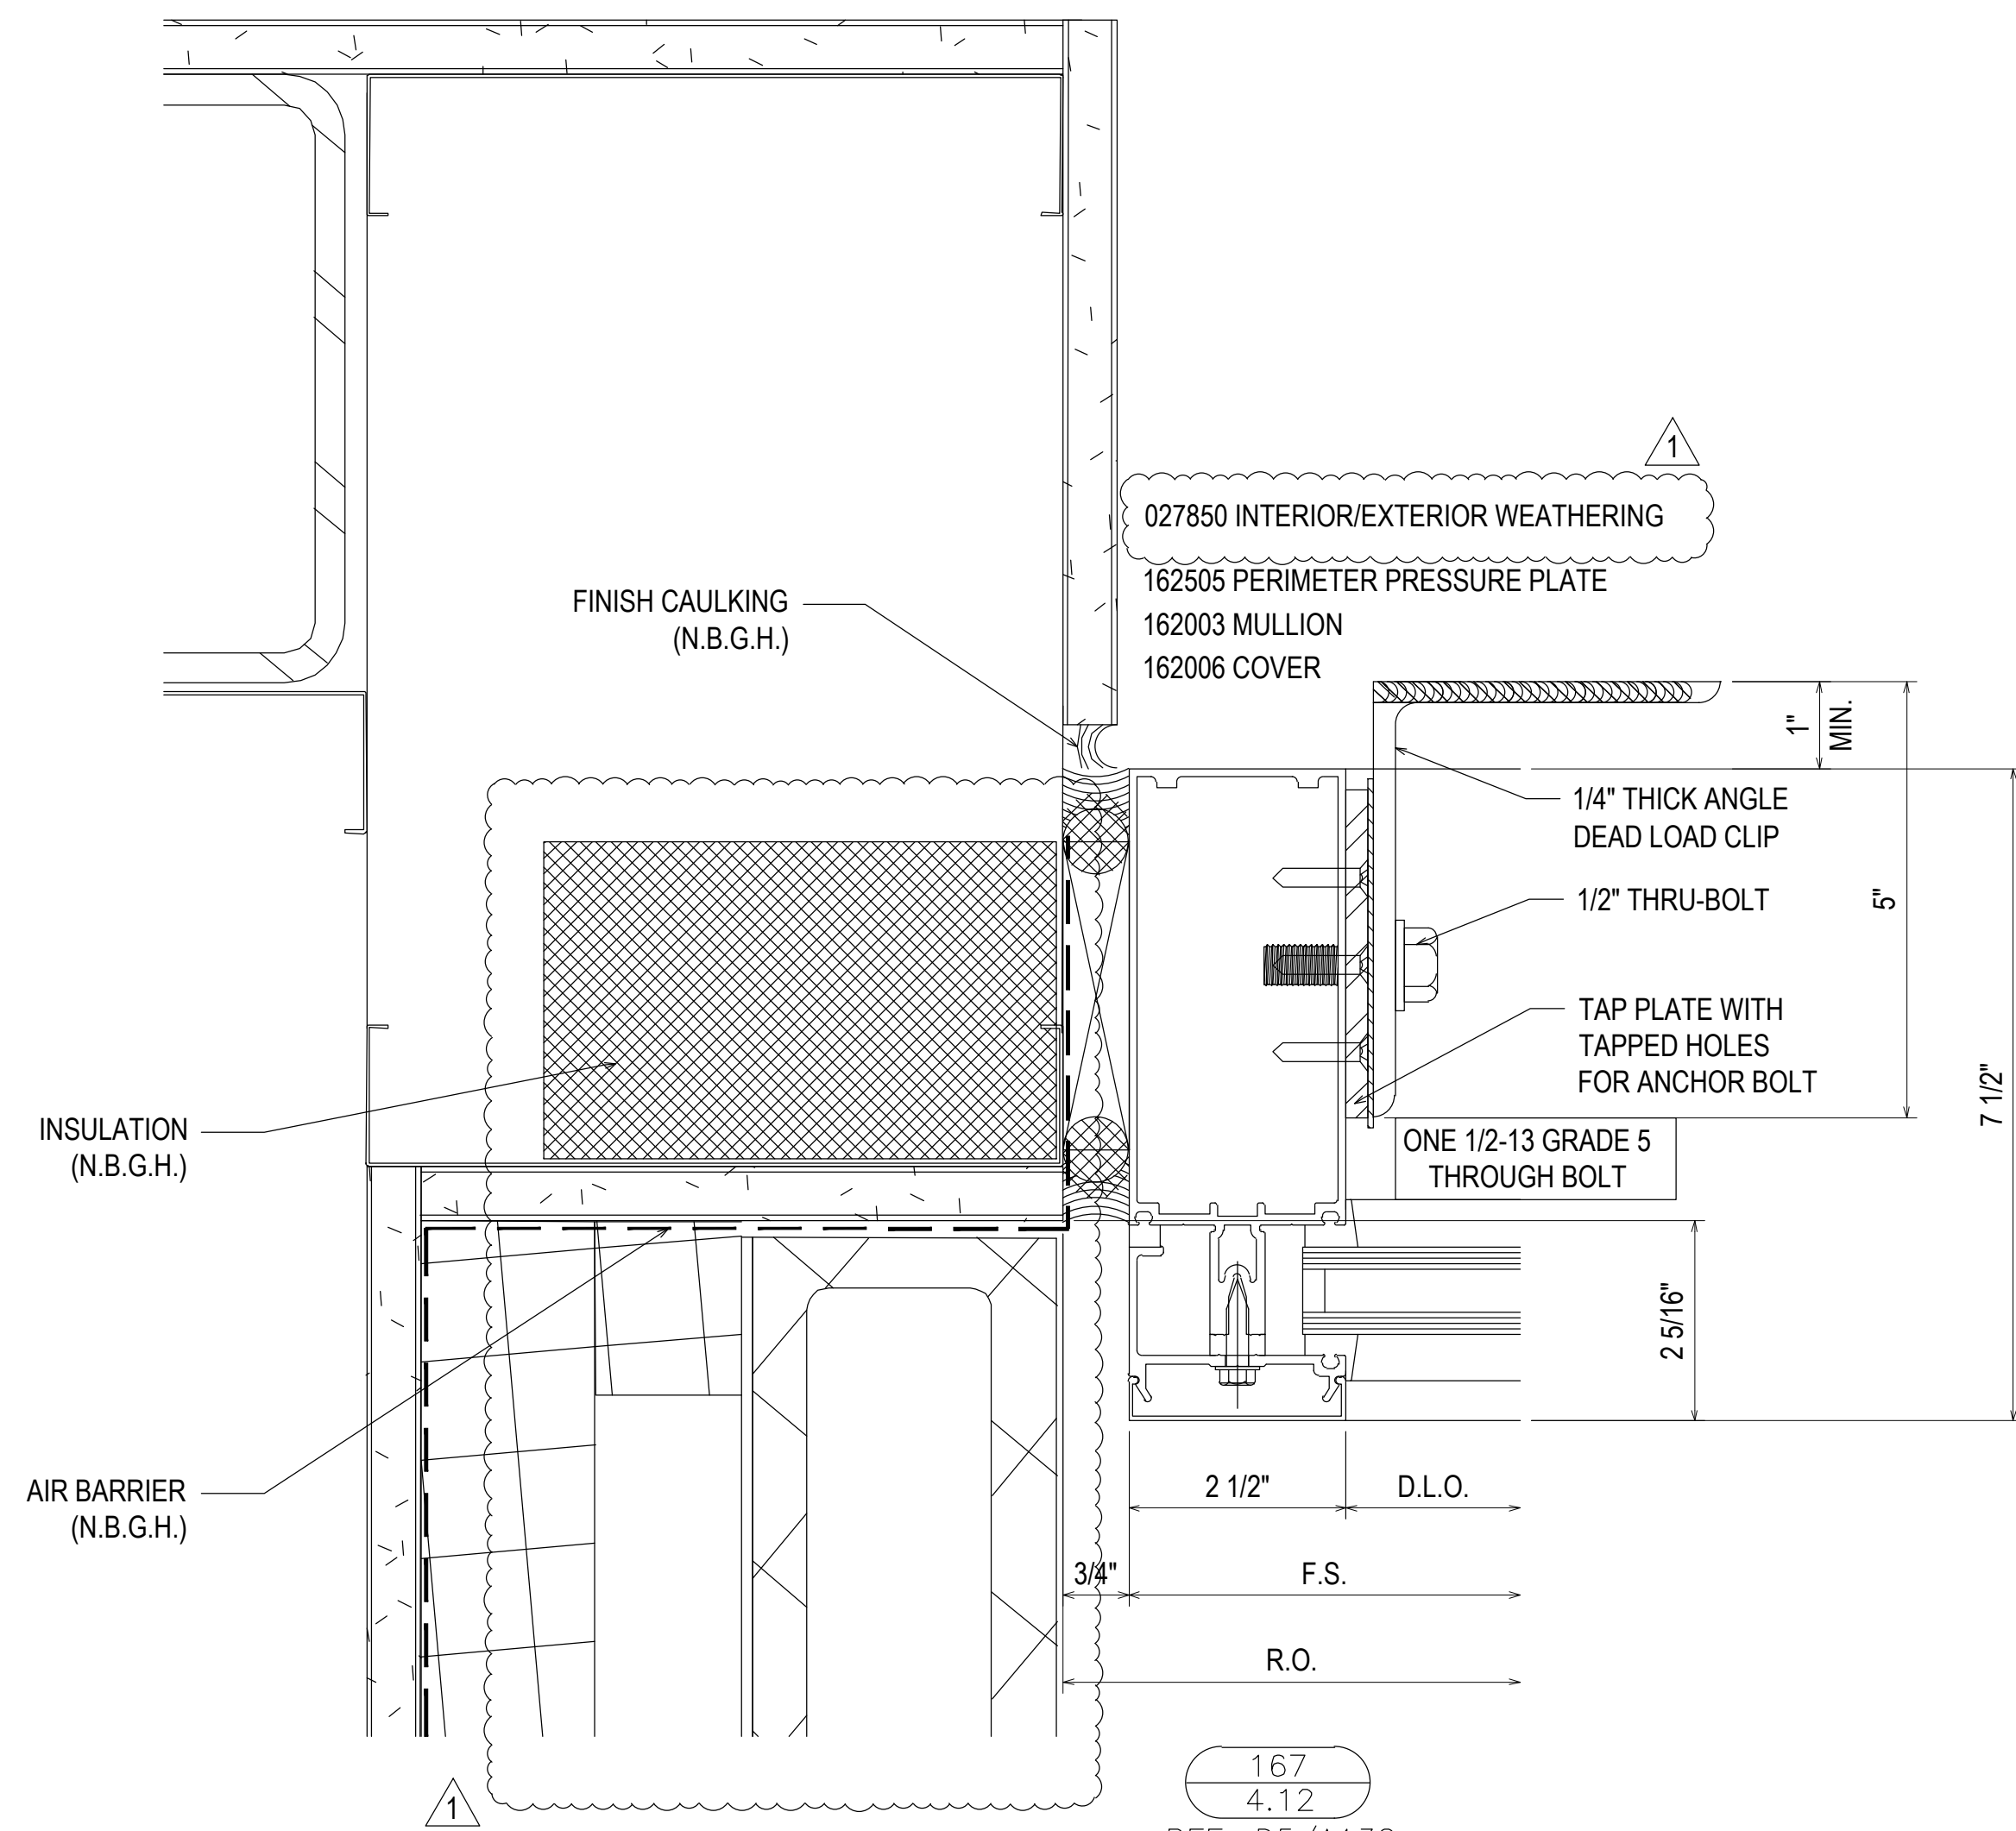 1
027850 INTERIOR/EXTERIOR WEATHERING
162505 PERIMETER PRESSURE PLATE
162003 MULLION
162006 COVER
FINISH CAULKING
(N.B.G.H.)
1"
MIN.
1/4" THICK ANGLE
DEAD LOAD CLIP
1/2" THRU-BOLT
5"
TAP PLATE WITH
TAPPED HOLES
FOR ANCHOR BOLT
7 1/2"
ONE 1/2-13 GRADE 5
THROUGH BOLT
INSULATION
(N.B.G.H.)
2 5/16"
AIR BARRIER
(N.B.G.H.)
2 1/2"
D.L.O.
3/4"
F.S.
R.O.
167
4.12
1